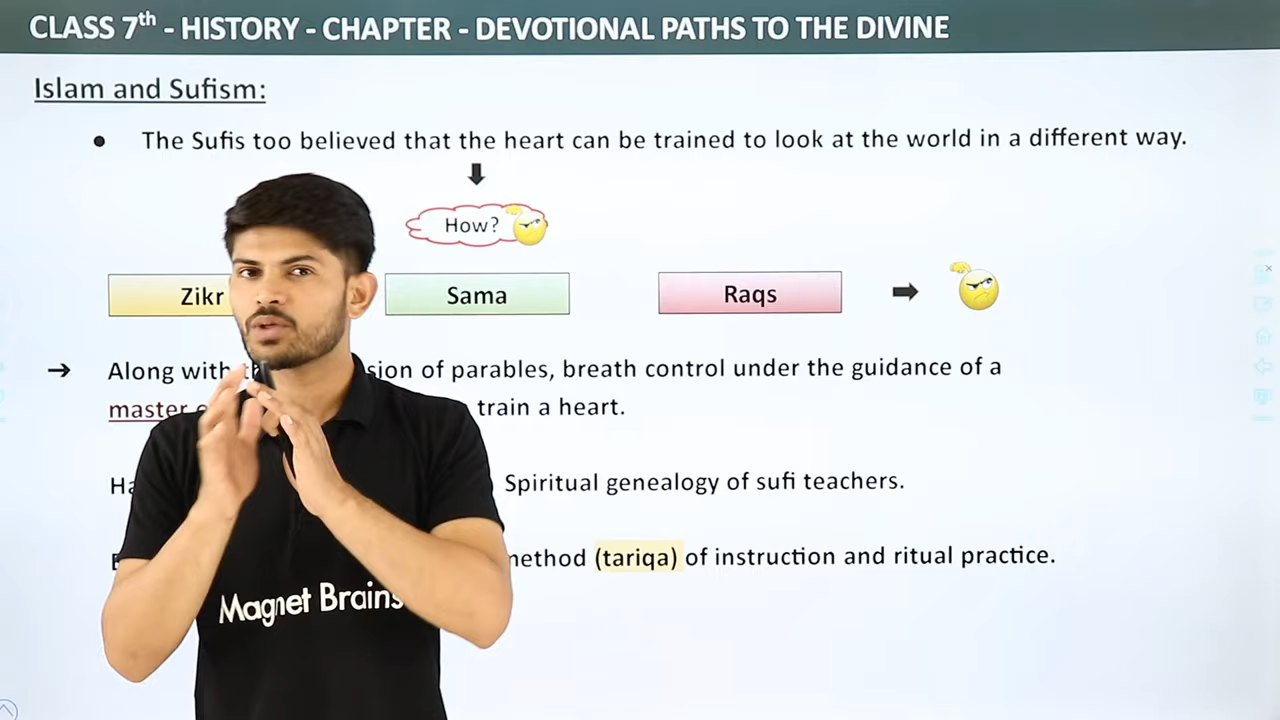 CLASS 7th - HISTORY - CHAPTER - DEVOTIONAL PATHS TO THE DIVINE
Islam and Sufism:
● The Sufis too believed that the heart can be trained to look at the world in a different way.
How?
Zikr Sama Raqs
Along with of parables, breath control under the guidance of a
master train a heart.
Spiritual genealogy of sufi teachers.
(tariqa) of instruction and ritual practice.
Magnet Brains